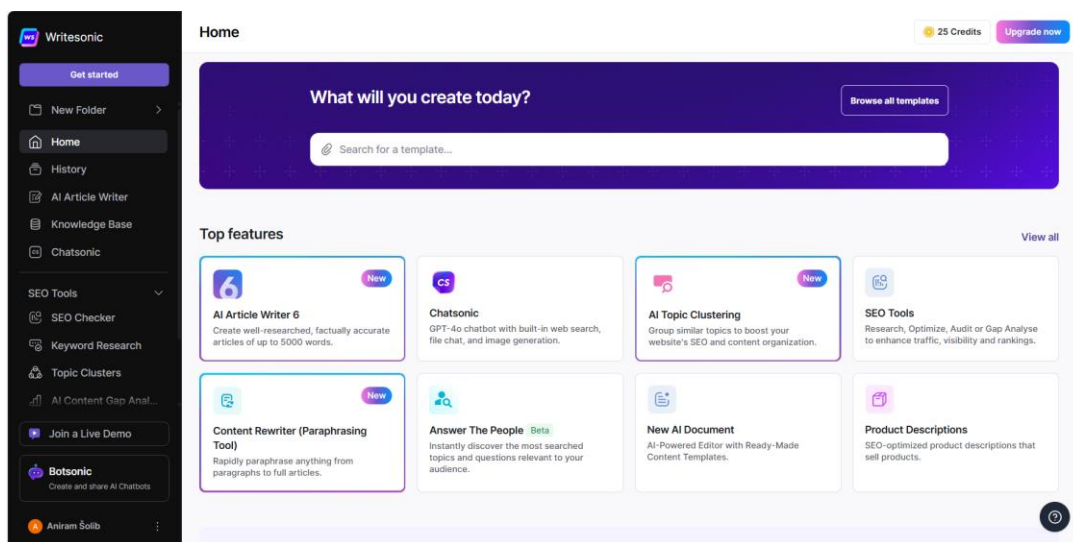 WS Writesonic
Get started
New Folder
Home
History
AI Article Writer
Knowledge Base
CS Chatsonic
SEO Tools
SEO Checker
Keyword Research
Topic Clusters
AI Content Gap Anal...
Join a Live Demo
Botsonic
Create and share AI Chatbots
A Aniram Šolib
Home
25 Credits
Upgrade now
What will you create today?
Browse all templates
Search for a template...
Top features
View all
6
New
AI Article Writer 6
Create well-researched, factually accurate
articles of up to 5000 words.
CS
Chatsonic
GPT-4o chatbot with built-in web search,
file chat, and image generation.
New
AI Topic Clustering
Group similar topics to boost your
website's SEO and content organization.
SEO Tools
Research, Optimize, Audit or Gap Analyse
to enhance traffic, visibility and rankings.
New
Content Rewriter (Paraphrasing
Tool)
Rapidly paraphrase anything from
paragraphs to full articles.
Answer The People Beta
Instantly discover the most searched
topics and questions relevant to your
audience.
New AI Document
AI-Powered Editor with Ready-Made
Content Templates.
Product Descriptions
SEO-optimized product descriptions that
sell products.